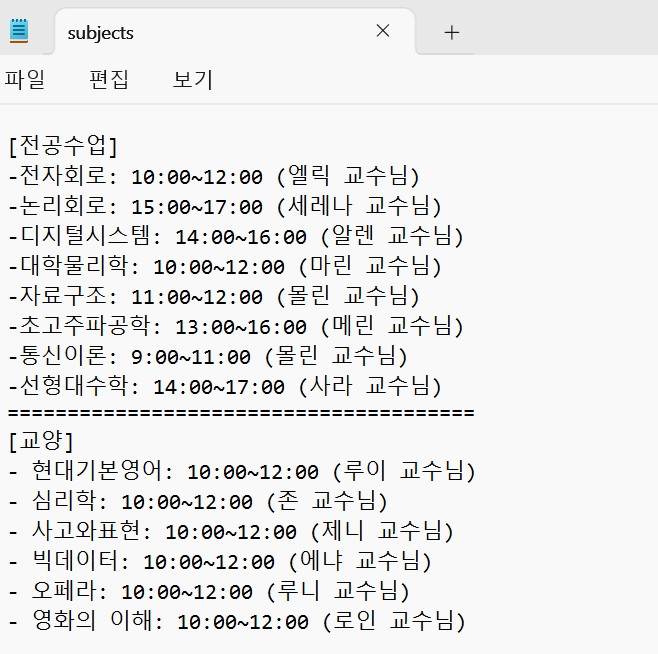 subjects
파일 편집 보기
[전공수업]
-전자회로: 10:00~12:00 (엘릭 교수님)
-논리회로: 15:00~17:00 (세레나 교수님)
-디지털시스템: 14:00~16:00 (알렌 교수님)
-대학물리학: 10:00~12:00 (마린 교수님)
-자료구조: 11:00~12:00 (몰린 교수님)
-초고주파공학: 13:00~16:00 (메린 교수님)
-통신이론: 9:00~11:00 (몰린 교수님)
-선형대수학: 14:00~17:00 (사라 교수님)
=======================================
[교양]
- 현대기본영어: 10:00~12:00 (루이 교수님)
- 심리학: 10:00~12:00 (존 교수님)
- 사고와표현: 10:00~12:00 (제니 교수님)
- 빅데이터: 10:00~12:00 (에냐 교수님)
- 오페라: 10:00~12:00 (루니 교수님)
- 영화의 이해: 10:00~12:00 (로인 교수님)